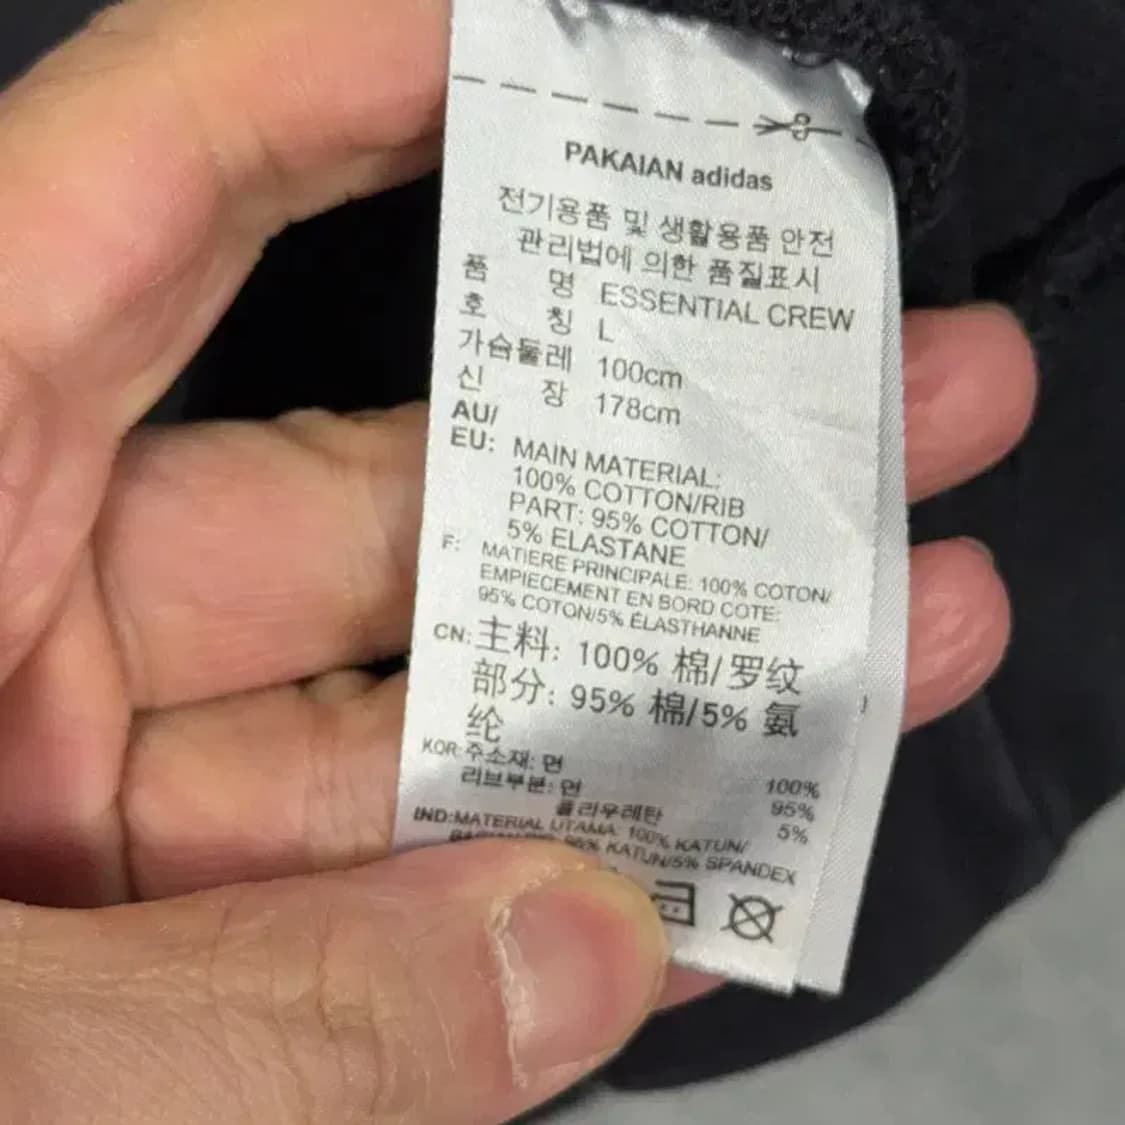 PAKAIAN adidas
전기용품 및 생활용품 안전
관리법에 의한 품질표시
품 명 ESSENTIAL CREW
호 칭 L
가슴둘레 100cm
신 장 178cm
AU/
EU: MAIN MATERIAL:
100% COTTON/RIB
PART: 95% COTTON/
5% ELASTANE
F: MATIERE PRINCIPALE: 100% COTON/
EMPIECEMENT EN BORD COTE:
95% COTON/5% ÉLASTHANNE
CN: 主料: 100% 棉/罗纹
部分: 95% 棉/5% 氨
纶
KOR: 주소재: 면 100%
리브부분: 면 95%
폴리우레탄 5%
IND: MATERIAL UTAMA: 100% KATUN/
95% KATUN/5% SPANDEX